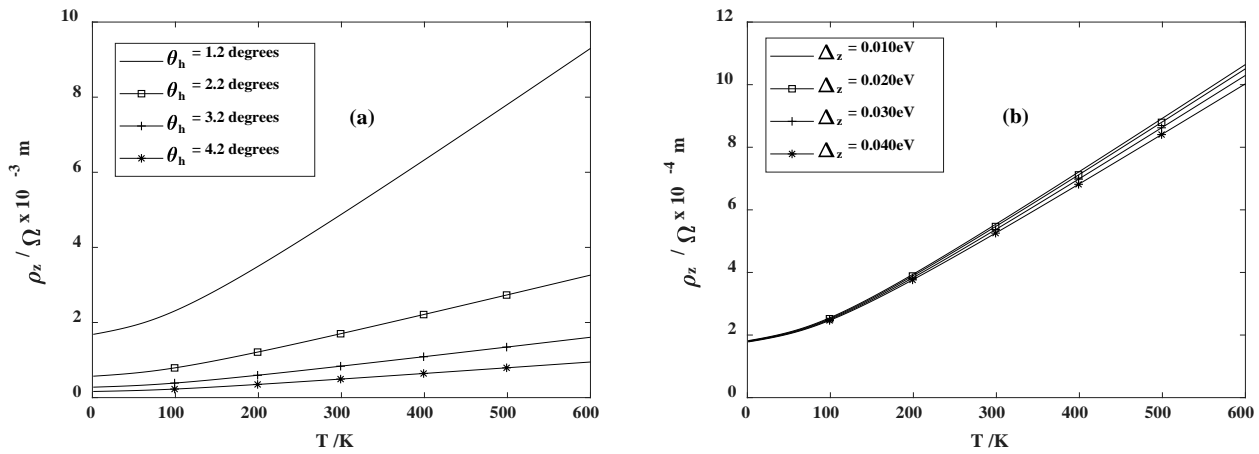 10
8
6
4
2
0
ρz / Ω x 10 -3 m
θh = 1.2 degrees
θh = 2.2 degrees
θh = 3.2 degrees
θh = 4.2 degrees
(a)
0 100 200 300 400 500 600
T /K
12
10
8
6
4
2
0
ρz / Ω x 10 -4 m
Δz = 0.010eV
Δz = 0.020eV
Δz = 0.030eV
Δz = 0.040eV
(b)
0 100 200 300 400 500 600
T /K